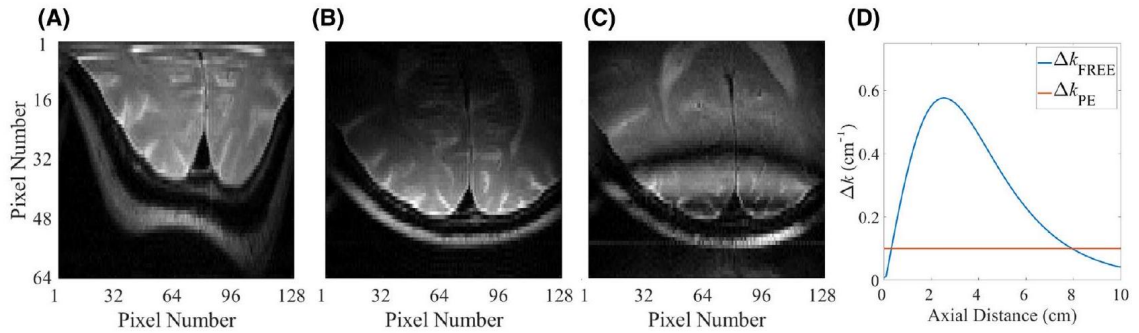 (A)
(B)
(C)
(D)
Pixel Number
1
16
32
48
64
1 32 64 96 128
Pixel Number
1 32 64 96 128
Pixel Number
1 32 64 96 128
Pixel Number
Δk (cm⁻¹)
0.6
0.4
0.2
0
Δk_FREE
Δk_PE
0 2 4 6 8 10
Axial Distance (cm)